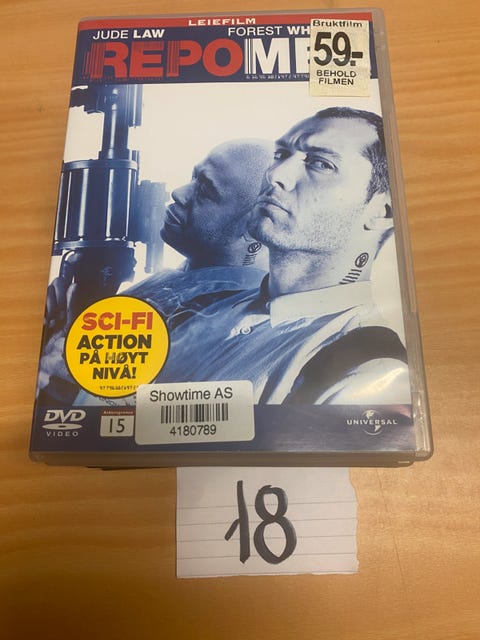 LEIEFILM
JUDE LAW
FOREST WH
REPO ME
Bruktfilm
59.-
BEHOLD
FILMEN
SCI-FI
ACTION
PÅ HØYT
NIVÅ!
DVD
VIDEO
15
Showtime AS
4180789
UNIVERSAL
18